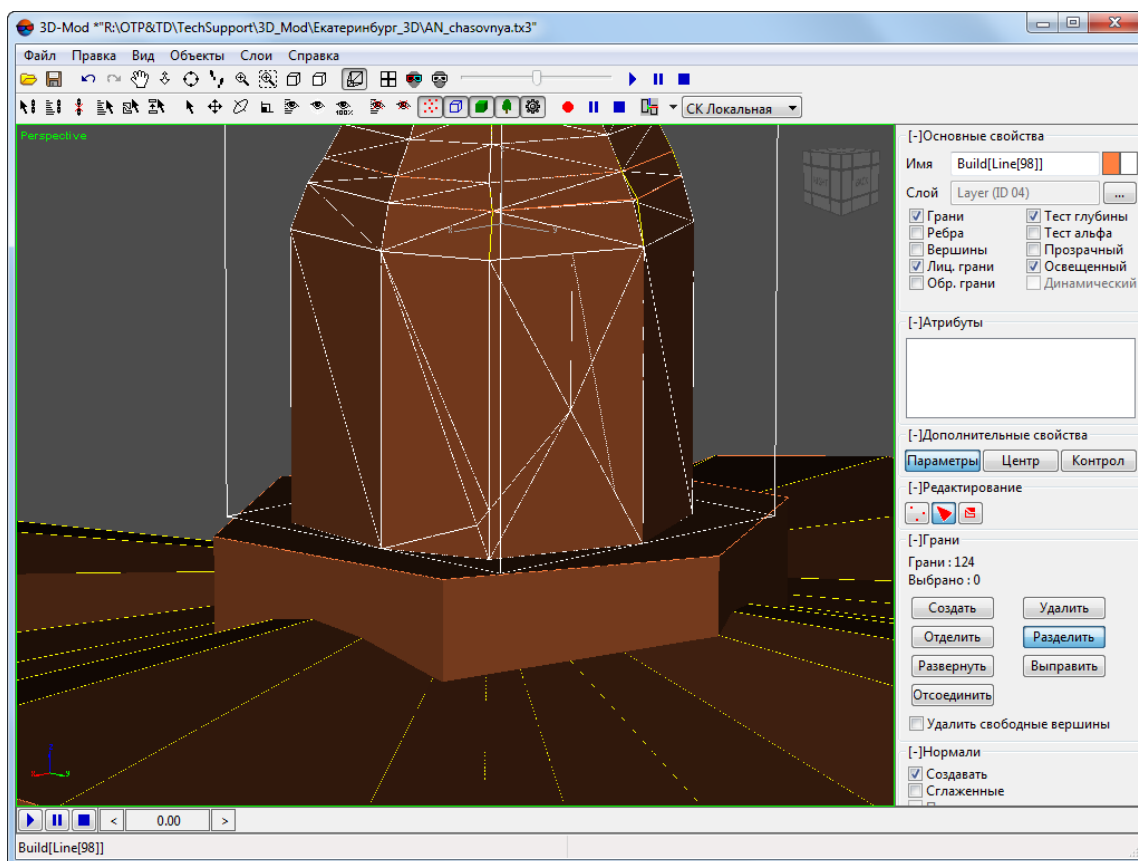 3D-Mod *"R:\OTP&TD\TechSupport\3D_Mod\Екатеринбург_3D\AN_chasovnya.tx3"
Файл Правка Вид Объекты Слои Справка
100%
СК Локальная
Perspective
[-]Основные свойства
Имя Build[Line[98]]
Слой Layer (ID 04) ...
Грани Тест глубины
Ребра Тест альфа
Вершины Прозрачный
Лиц. грани Освещенный
Обр. грани Динамический
[-]Атрибуты
[-]Дополнительные свойства
Параметры Центр Контрол
[-]Редактирование
[-]Грани
Грани : 124
Выбрано : 0
Создать Удалить
Отделить Разделить
Развернуть Выправить
Отсоединить
Удалить свободные вершины
[-]Нормали
Создавать
Сглаженные
< 0.00 >
Build[Line[98]]